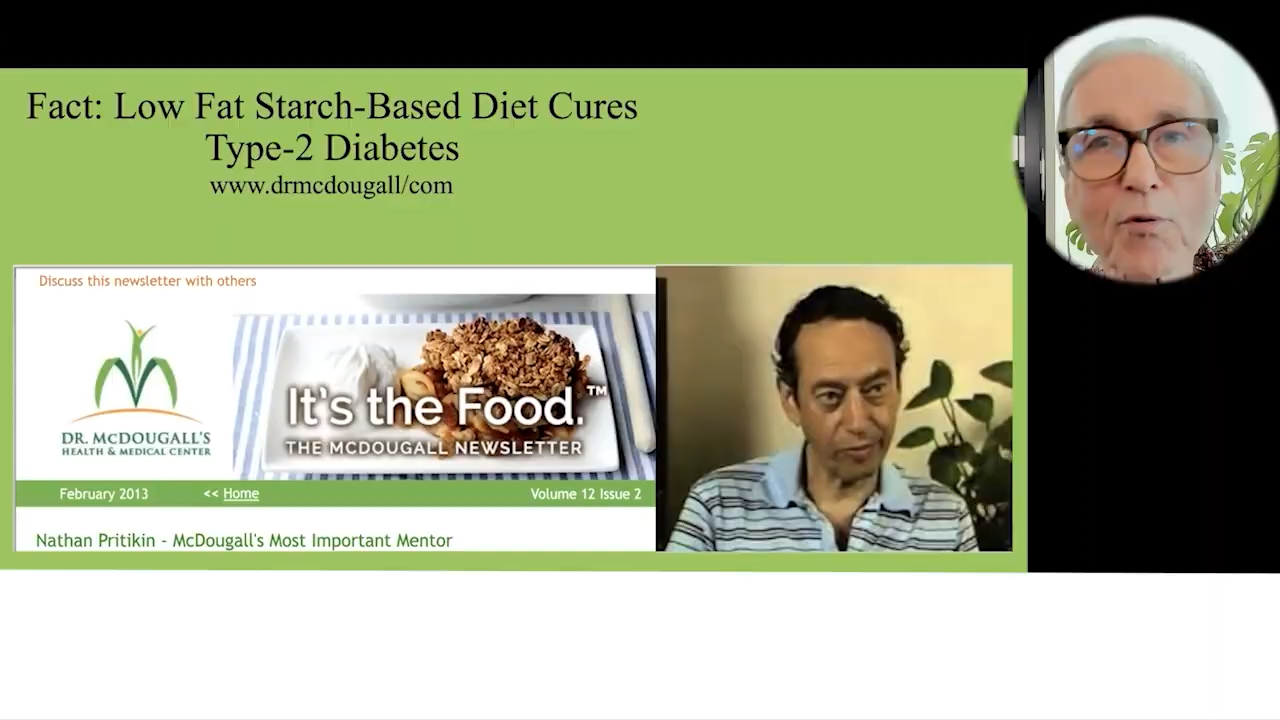 Fact: Low Fat Starch-Based Diet Cures
Type-2 Diabetes
www.drmcdougall/com
Discuss this newsletter with others
DR. MCDOUGALL'S
HEALTH & MEDICAL CENTER
It's the Food.™
THE MCDOUGALL NEWSLETTER
February 2013 << Home Volume 12 Issue 2
Nathan Pritikin - McDougall's Most Important Mentor